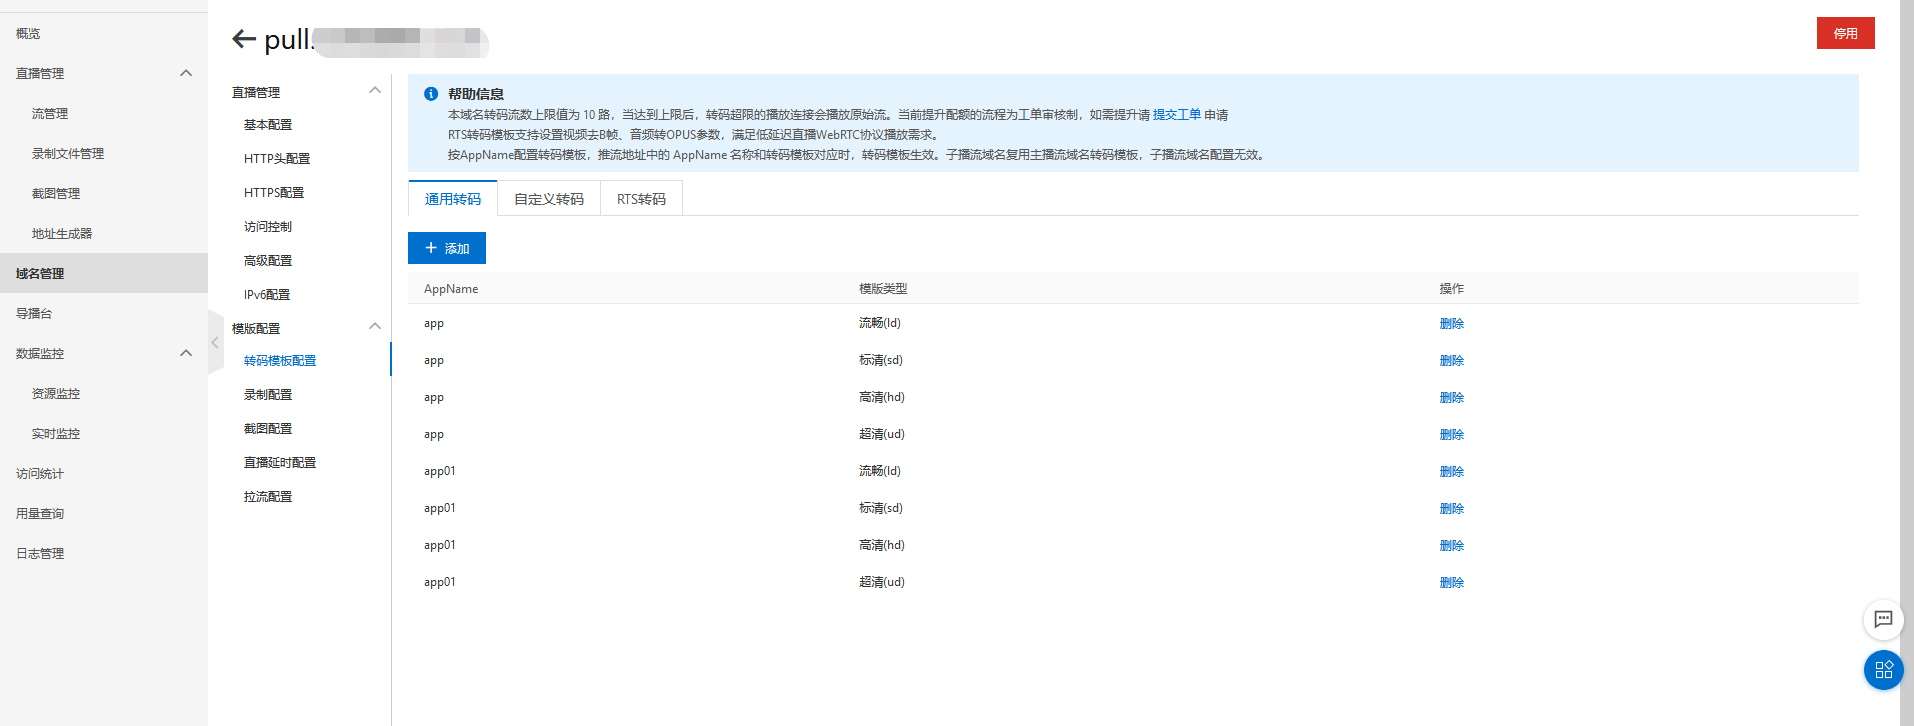 概览
直播管理
流管理
录制文件管理
截图管理
地址生成器
域名管理
导播台
数据监控
资源监控
实时监控
访问统计
用量查询
日志管理
pull.
停用
直播管理
基本配置
HTTP头配置
HTTPS配置
访问控制
高级配置
IPv6配置
模版配置
转码模板配置
录制配置
截图配置
直播延时配置
拉流配置
帮助信息
本域名转码流数上限值为 10 路，当达到上限后，转码超限的播放连接会播放原始流。当前提升配额的流程为工单审核制，如需提升请 提交工单 申请
RTS转码模板支持设置视频去B帧、音频转OPUS参数，满足低延迟直播WebRTC协议播放需求。
按AppName配置转码模板，推流地址中的 AppName 名称和转码模板对应时，转码模板生效。子播流域名复用主播流域名转码模板，子播流域名配置无效。
通用转码 自定义转码 RTS转码
添加
AppName 模版类型 操作
app 流畅(ld) 删除
app 标清(sd) 删除
app 高清(hd) 删除
app 超清(ud) 删除
app01 流畅(ld) 删除
app01 标清(sd) 删除
app01 高清(hd) 删除
app01 超清(ud) 删除